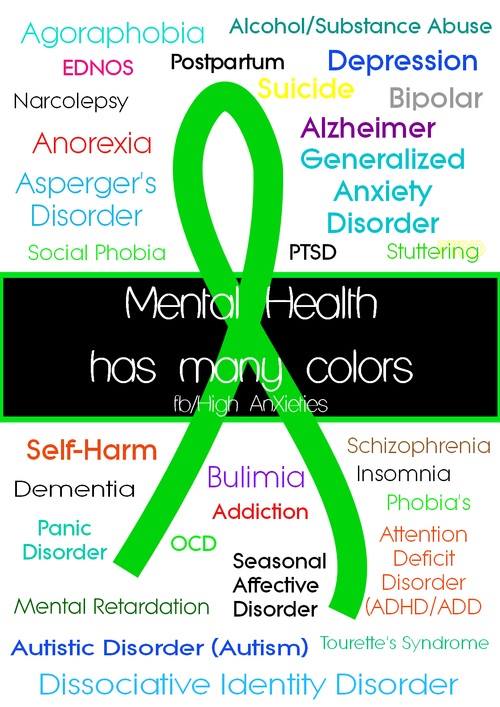 Agoraphobia
Alcohol/Substance Abuse
EDNOS
Postpartum
Depression
Narcolepsy
Suicide
Bipolar
Anorexia
Alzheimer
Asperger's
Disorder
Generalized
Anxiety
Disorder
Social Phobia
PTSD
Stuttering
Mental Health
has many colors
fb/High AnXieties
Self-Harm
Schizophrenia
Dementia
Bulimia
Insomnia
Addiction
Phobia's
Panic
Disorder
OCD
Attention
Deficit
Disorder
(ADHD/ADD
Seasonal
Affective
Disorder
Mental Retardation
Autistic Disorder (Autism)
Tourette's Syndrome
Dissociative Identity Disorder